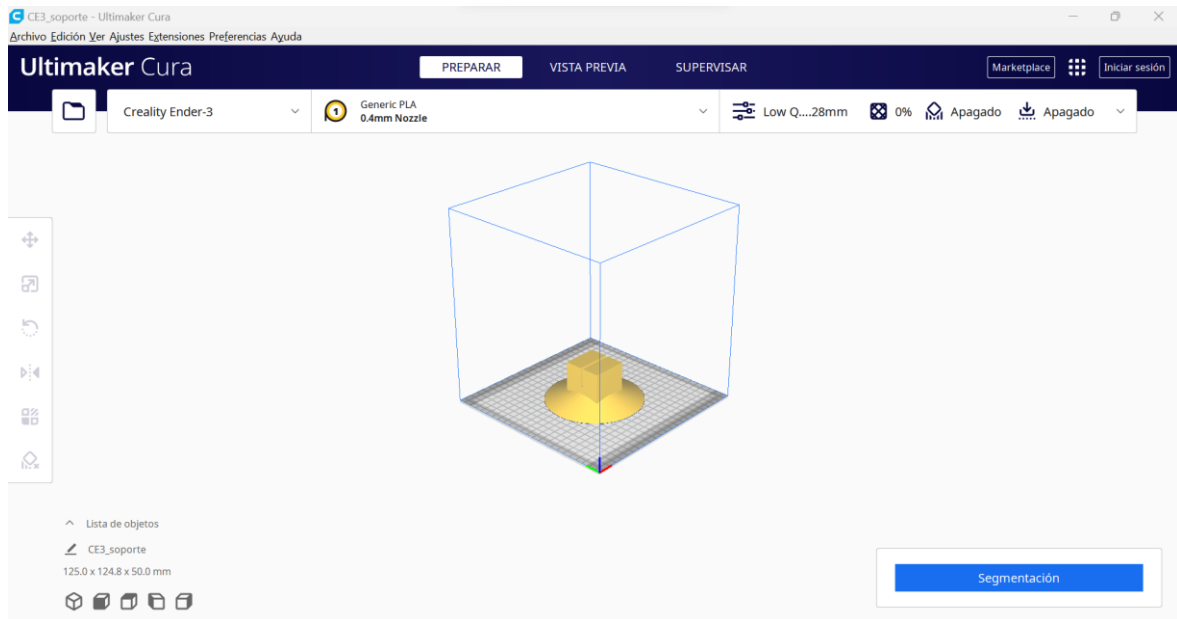 CE3_soporte - Ultimaker Cura
Archivo Edición Ver Ajustes Extensiones Preferencias Ayuda
Ultimaker Cura PREPARAR VISTA PREVIA SUPERVISAR Marketplace Iniciar sesión
Creality Ender-3
1
Generic PLA
0.4mm Nozzle
Low Q....28mm 0% Apagado Apagado
Lista de objetos
CE3_soporte
125.0 x 124.8 x 50.0 mm
Segmentación